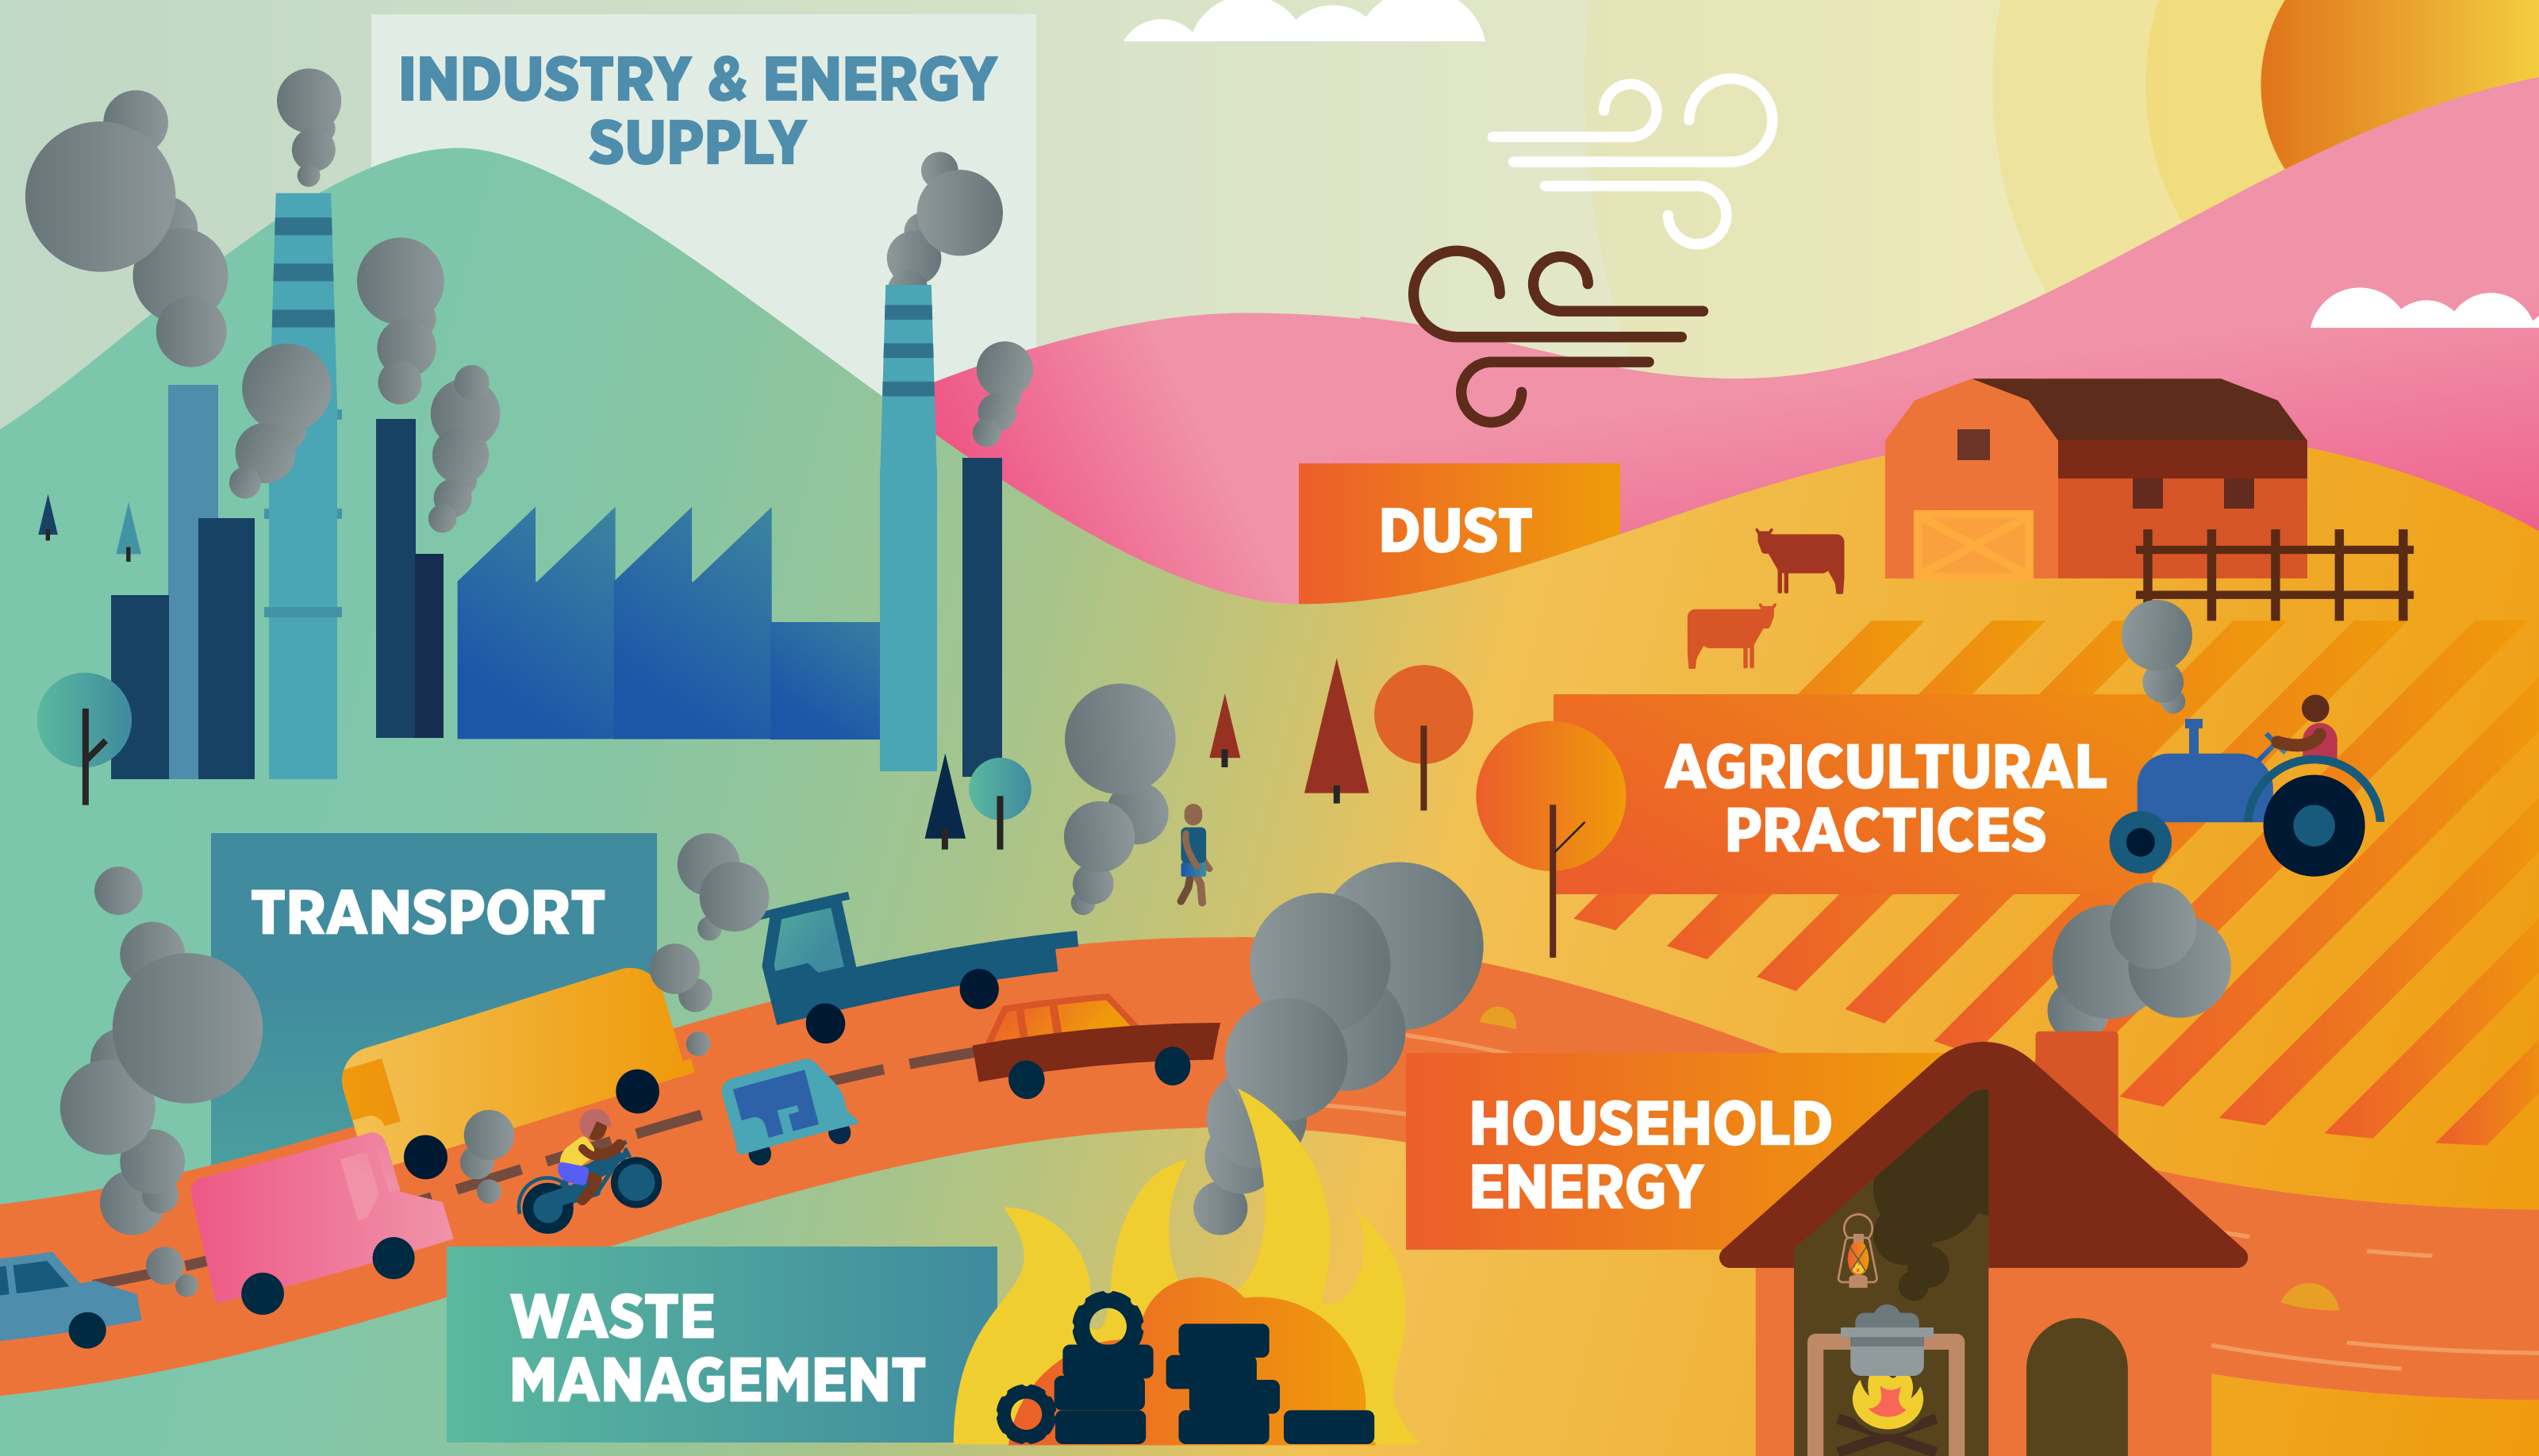 INDUSTRY & ENERGY
SUPPLY
DUST
AGRICULTURAL
PRACTICES
TRANSPORT
HOUSEHOLD
ENERGY
WASTE
MANAGEMENT